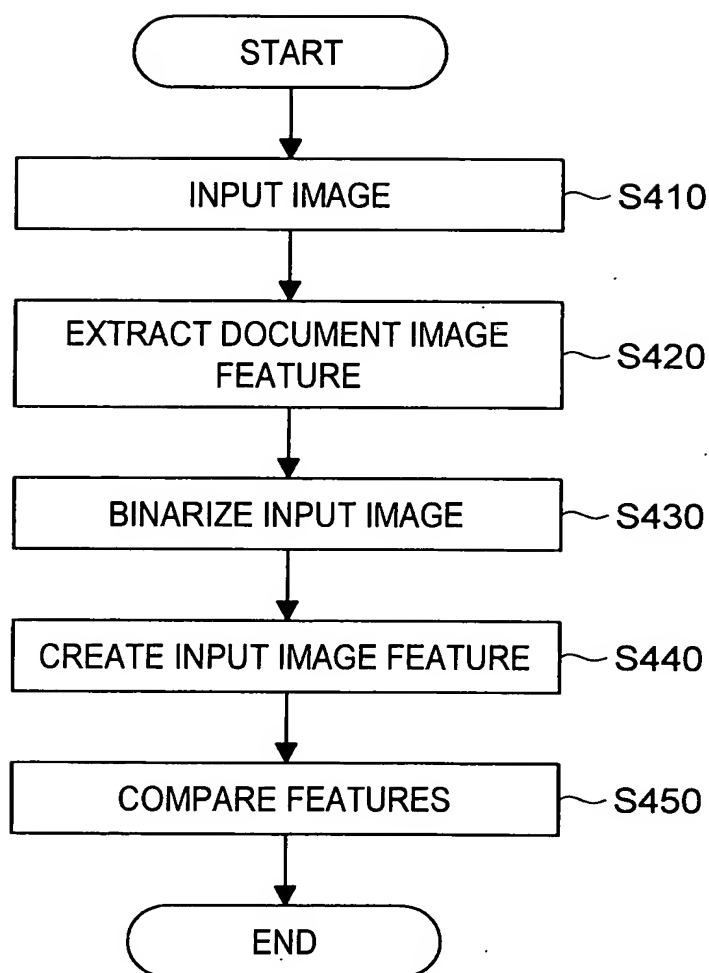 START
INPUT IMAGE
S410
EXTRACT DOCUMENT IMAGE
FEATURE
S420
BINARIZE INPUT IMAGE
S430
CREATE INPUT IMAGE FEATURE
S440
COMPARE FEATURES
S450
END